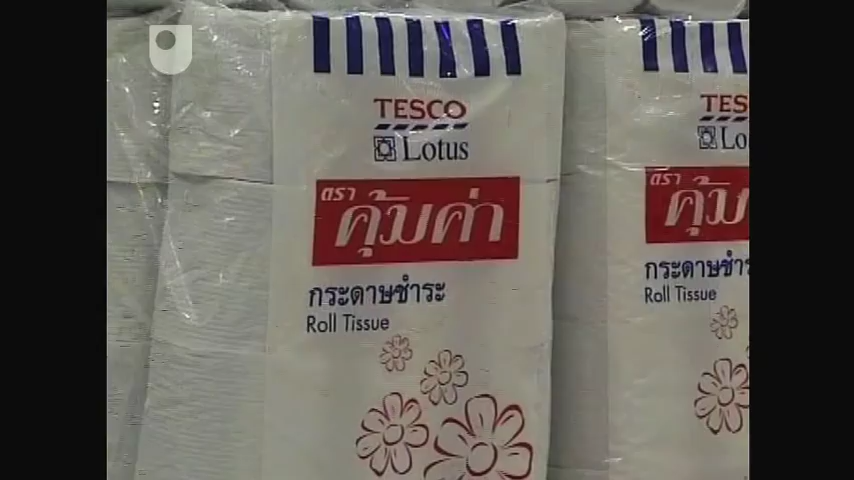 TESCO
Lotus
ตรา
คุ้มค่า
กระดาษชำระ
Roll Tissue
TES
Lo
ตรา
คุ้ม
กระดาษชำร
Roll Tissue